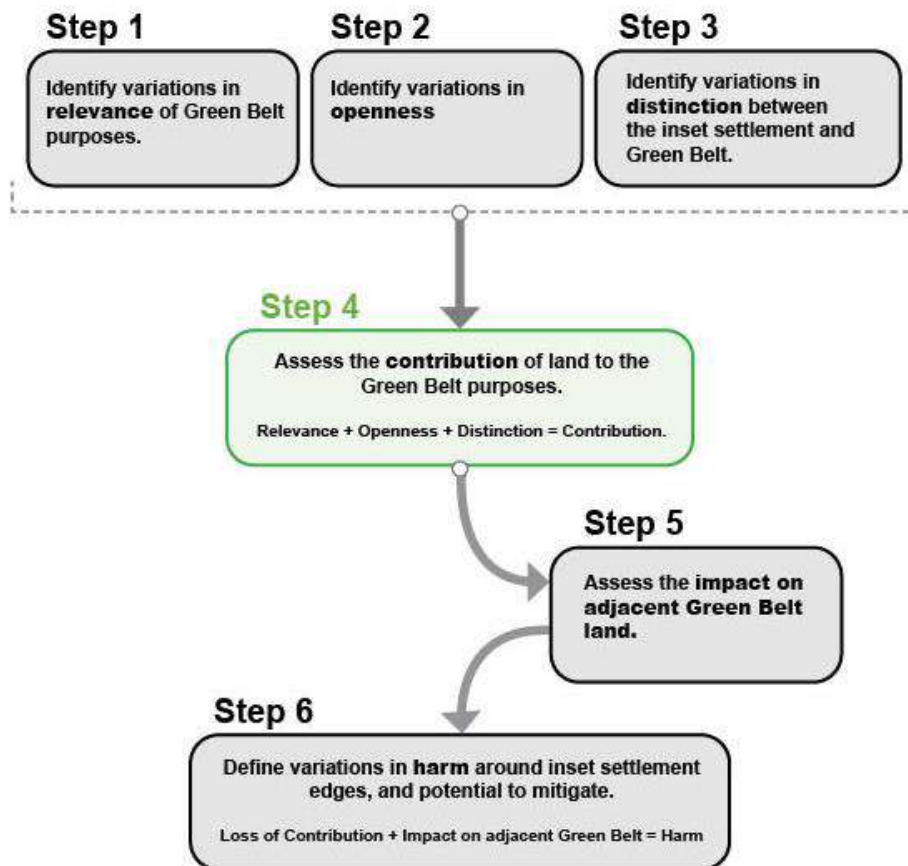 Step 1
Identify variations in
relevance of Green Belt
purposes.
Step 2
Identify variations in
openness
Step 3
Identify variations in
distinction between
the inset settlement and
Green Belt.
Step 4
Assess the contribution of land to the
Green Belt purposes.
Relevance + Openness + Distinction = Contribution.
Step 5
Assess the impact on
adjacent Green Belt
land.
Step 6
Define variations in harm around inset settlement
edges, and potential to mitigate.
Loss of Contribution + Impact on adjacent Green Belt = Harm